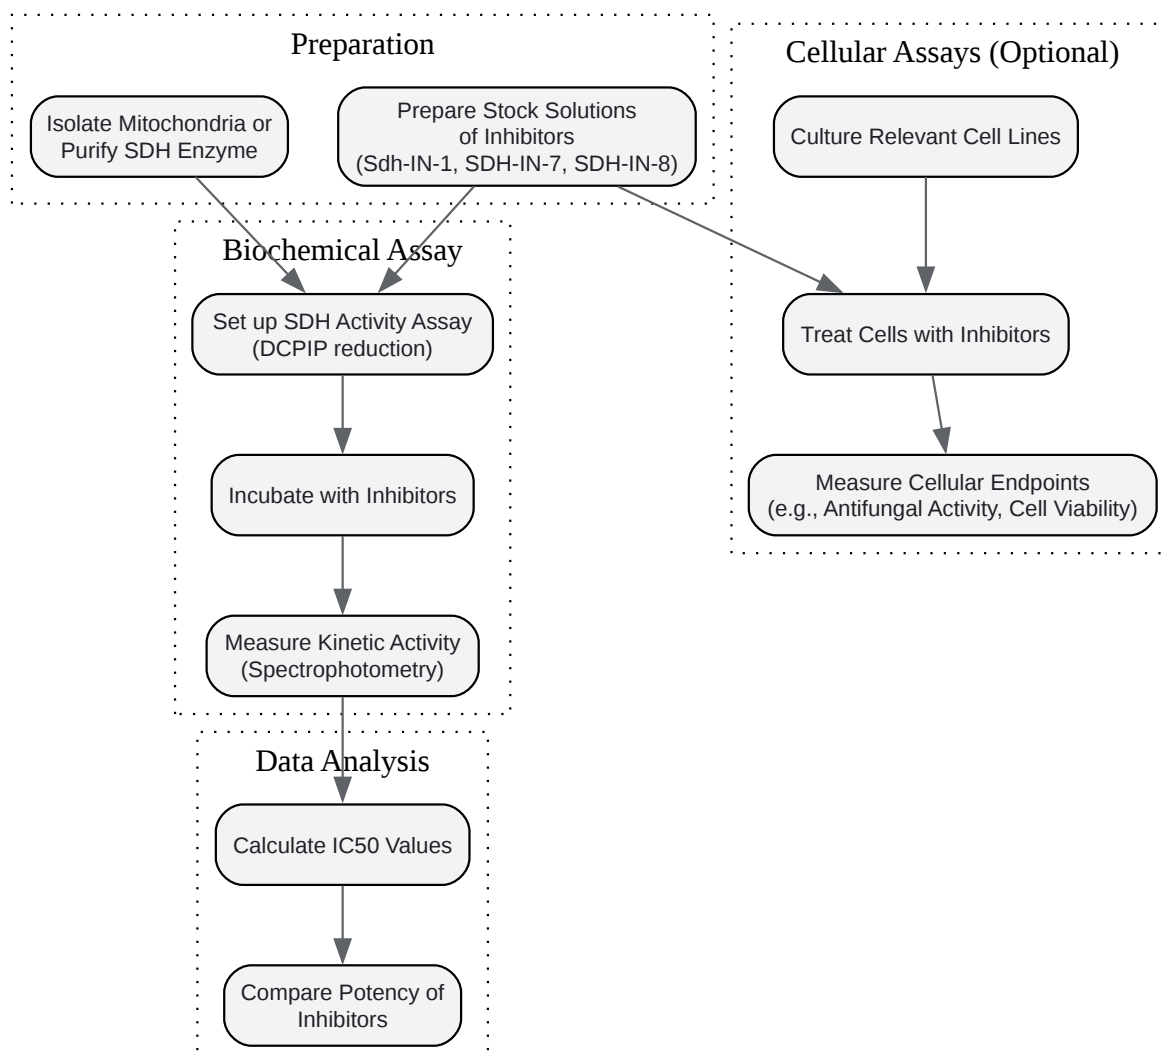 Preparation
Isolate Mitochondria or
Purify SDH Enzyme
Prepare Stock Solutions
of Inhibitors
(Sdh-IN-1, SDH-IN-7, SDH-IN-8)
Cellular Assays (Optional)
Culture Relevant Cell Lines
Treat Cells with Inhibitors
Measure Cellular Endpoints
(e.g., Antifungal Activity, Cell Viability)
Biochemical Assay
Set up SDH Activity Assay
(DCPIP reduction)
Incubate with Inhibitors
Measure Kinetic Activity
(Spectrophotometry)
Data Analysis
Calculate IC50 Values
Compare Potency of
Inhibitors